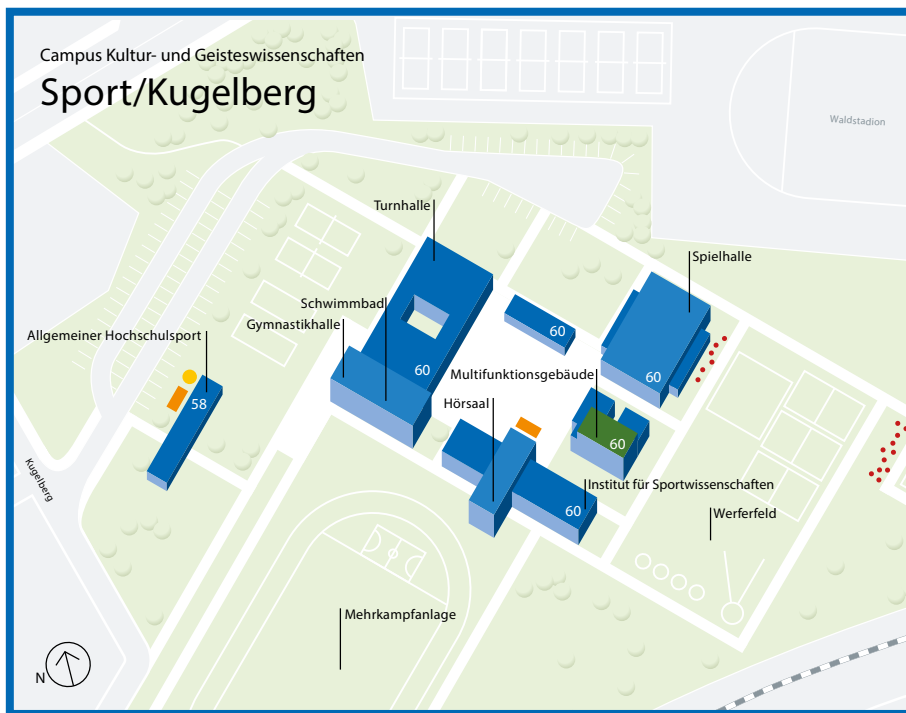 Campus Kultur- und Geisteswissenschaften
Sport/Kugelberg
Waldstadion
Turnhalle
Spielhalle
Schwimmbad
Gymnastikhalle
Allgemeiner Hochschulsport
60
60
60
Multifunktionsgebäude
58
Hörsaal
60
Institut für Sportwissenschaften
60
Werferfeld
Kugelberg
Mehrkampfanlage
N